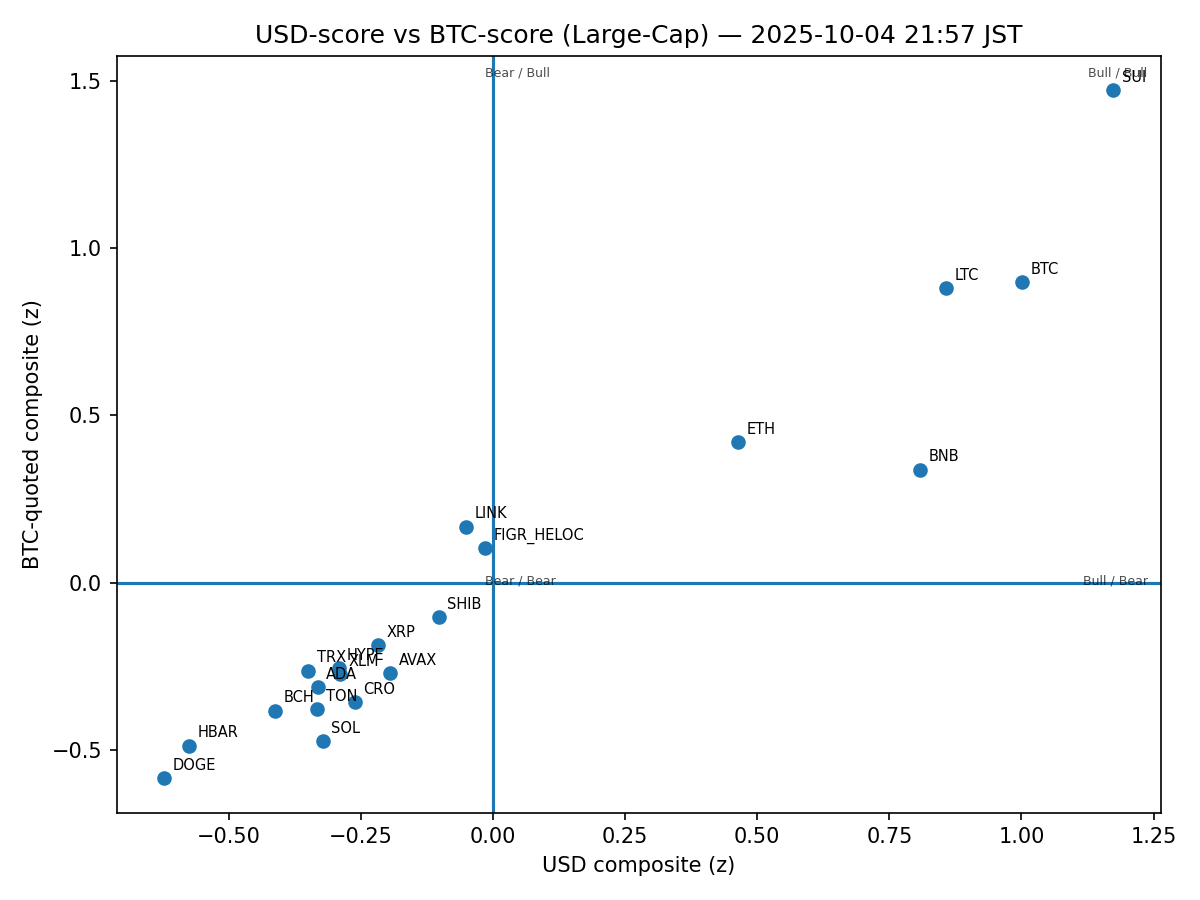 USD-score vs BTC-score (Large-Cap) — 2025-10-04 21:57 JST
Bear / Bull
Bull / Bull
SUI
1.5
LTC
BTC
1.0
ETH
0.5
BNB
LINK
FIGR_HELOC
0.0
Bear / Bear
Bull / Bear
SHIB
XRP
TRX
HYPE
XLM
AVAX
ADA
CRO
BCH
TON
SOL
HBAR
−0.5
DOGE
BTC-quoted composite (z)
−0.50
−0.25
0.00
0.25
0.50
0.75
1.00
1.25
USD composite (z)